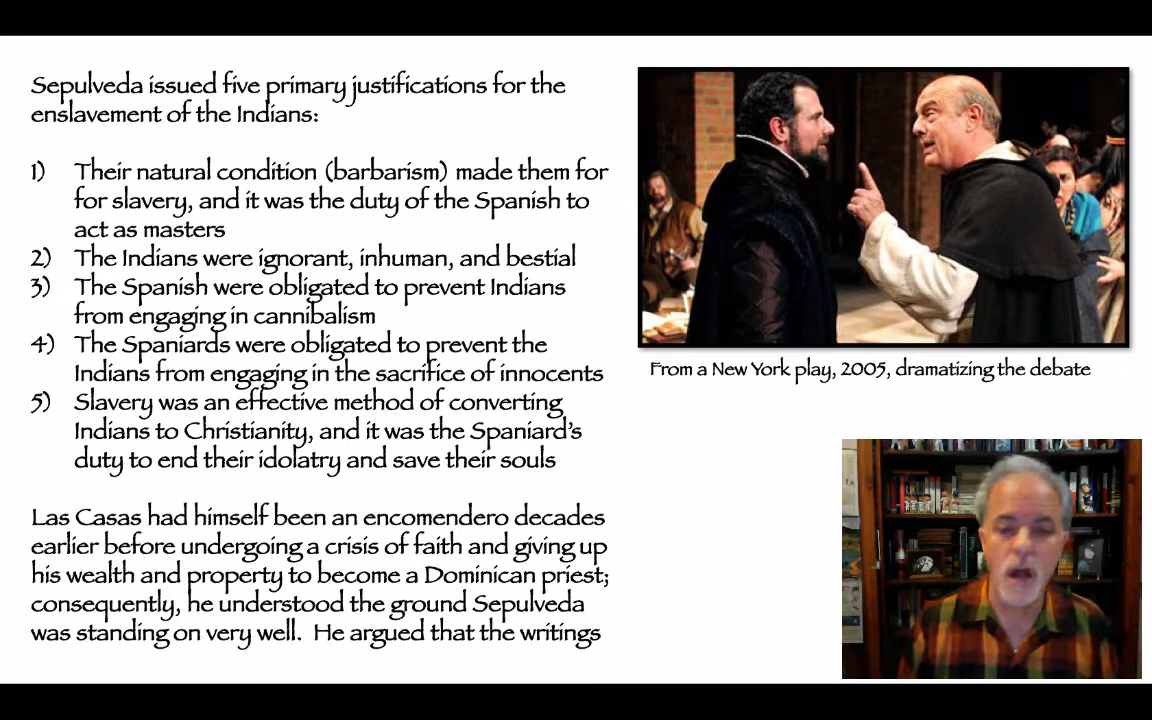 Sepulveda issued five primary justifications for the
enslavement of the Indians:
1) Their natural condition (barbarism) made them for
for slavery, and it was the duty of the Spanish to
act as masters
2) The Indians were ignorant, inhuman, and bestial
3) The Spanish were obligated to prevent Indians
from engaging in cannibalism
4) The Spaniards were obligated to prevent the
Indians from engaging in the sacrifice of innocents
5) Slavery was an effective method of converting
Indians to Christianity, and it was the Spaniard's
duty to end their idolatry and save their souls
Las Casas had himself been an encomendero decades
earlier before undergoing a crisis of faith and giving up
his wealth and property to become a Dominican priest;
consequently, he understood the ground Sepulveda
was standing on very well. He argued that the writings
From a New York play, 2005, dramatizing the debate